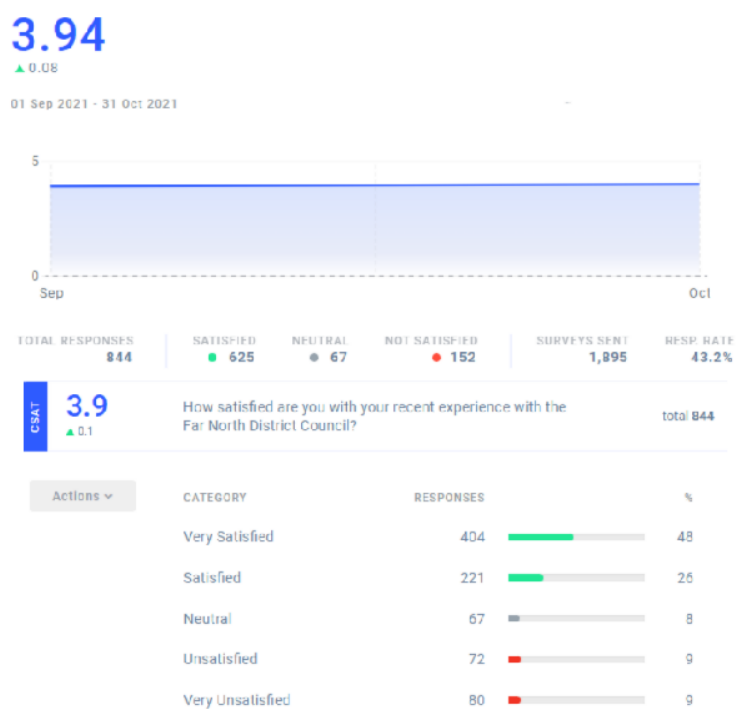 3.94
▲ 0.08
01 Sep 2021 - 31 Oct 2021
5
0
Sep Oct
TOTAL RESPONSES SATISFIED NEUTRAL NOT SATISFIED SURVEYS SENT RESP. RATE
844 625 67 152 1,895 43.2%
CSAT
3.9
▲ 0.1
How satisfied are you with your recent experience with the
Far North District Council?
total 844
Actions
CATEGORY RESPONSES %
Very Satisfied 404 48
Satisfied 221 26
Neutral 67 8
Unsatisfied 72 9
Very Unsatisfied 80 9